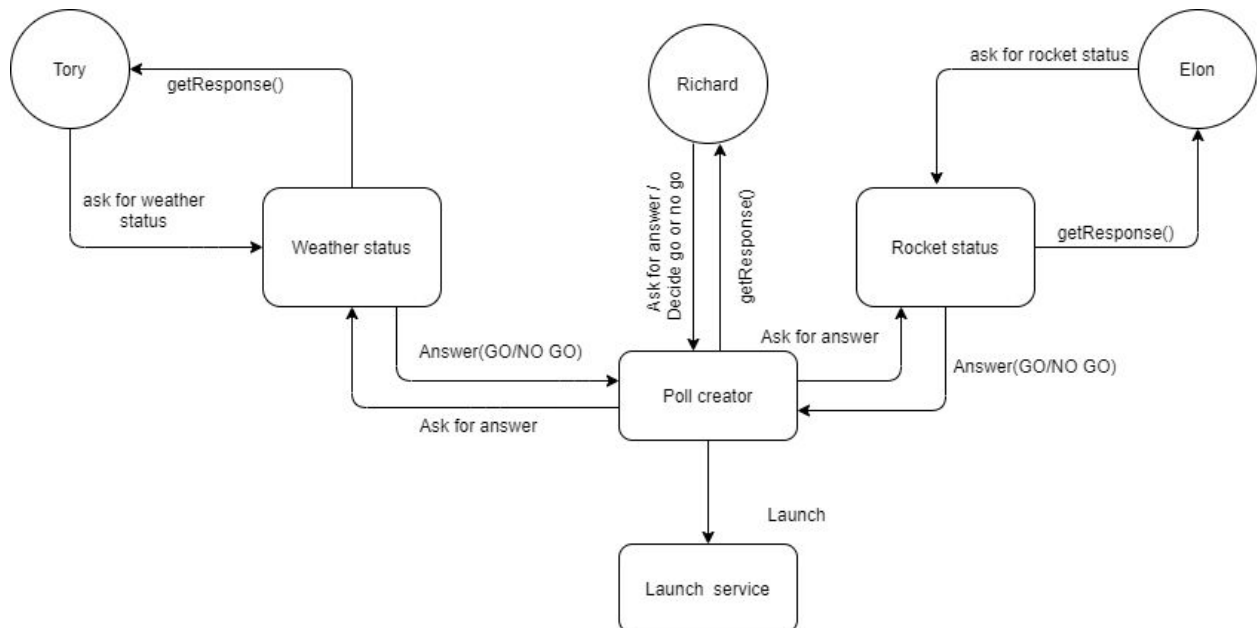 Tory
getResponse()
ask for weather
status
Weather status
Richard
Ask for answer /
Decide go or no go
getResponse()
ask for rocket status
Elon
Rocket status
getResponse()
Answer(GO/NO GO)
Ask for answer
Poll creator
Ask for answer
Answer(GO/NO GO)
Launch
Launch service